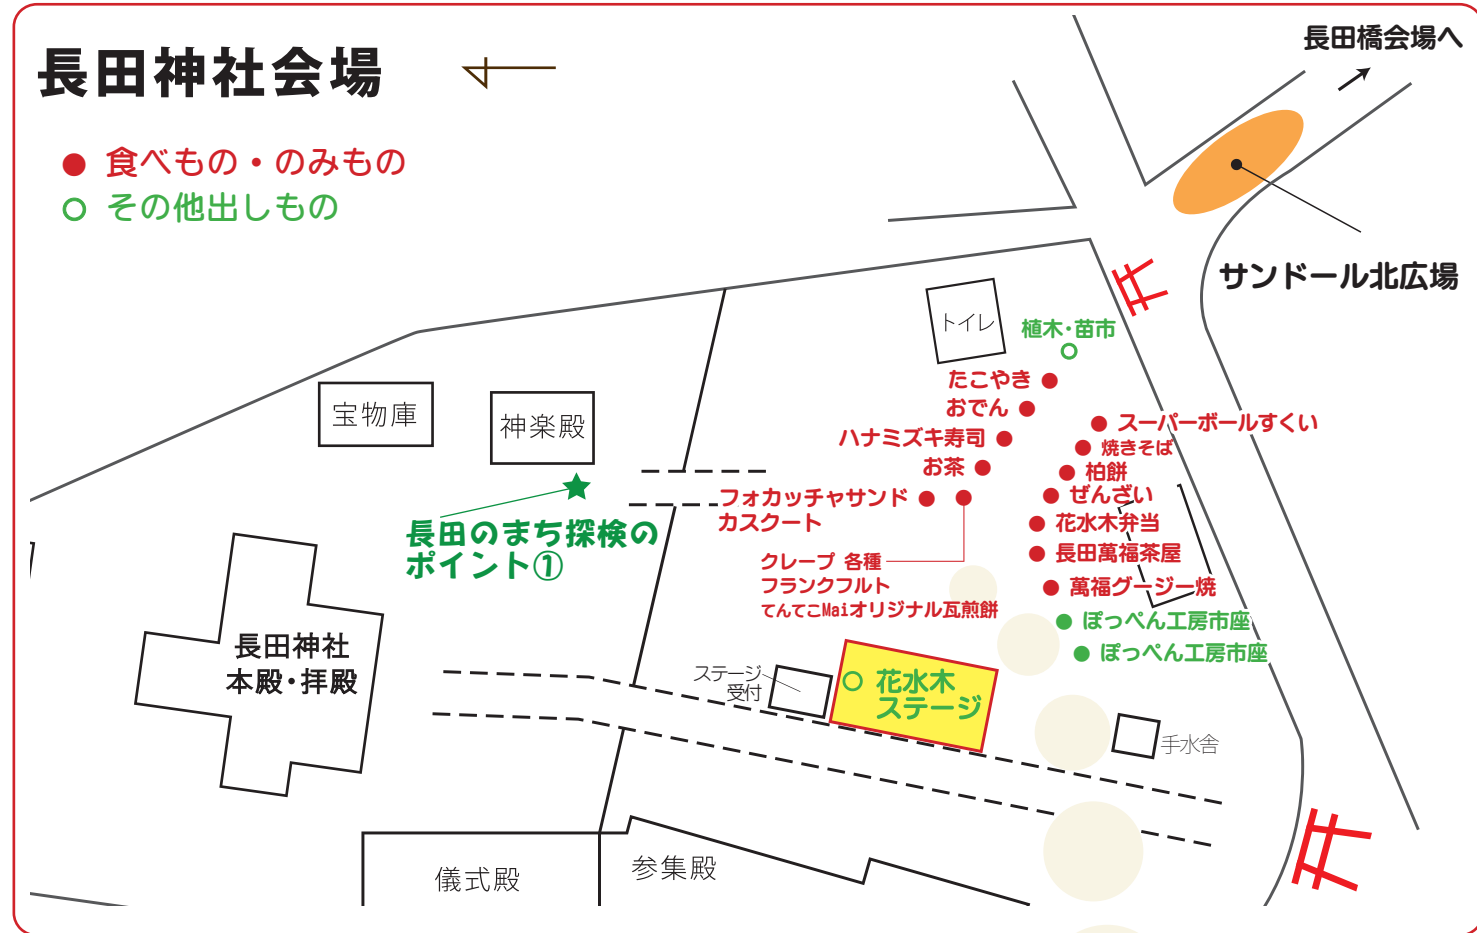 長田神社会場
長田橋会場へ
● 食べもの・のみもの
○ その他出しもの
サンドール北広場
トイレ
植木・苗市
たこやき
おでん
ハナミズキ寿司
お茶
フォカッチャサンド
カスクート
クレープ 各種
フランクフルト
てんてこMaiオリジナル瓦煎餅
スーパーボールすくい
焼きそば
柏餅
ぜんざい
花水木弁当
長田萬福茶屋
萬福グージー焼
ぽっぺん工房市座
ぽっぺん工房市座
宝物庫
神楽殿
長田のまち探検の
ポイント①
長田神社
本殿・拝殿
ステージ
受付
花水木
ステージ
手水舎
儀式殿
参集殿